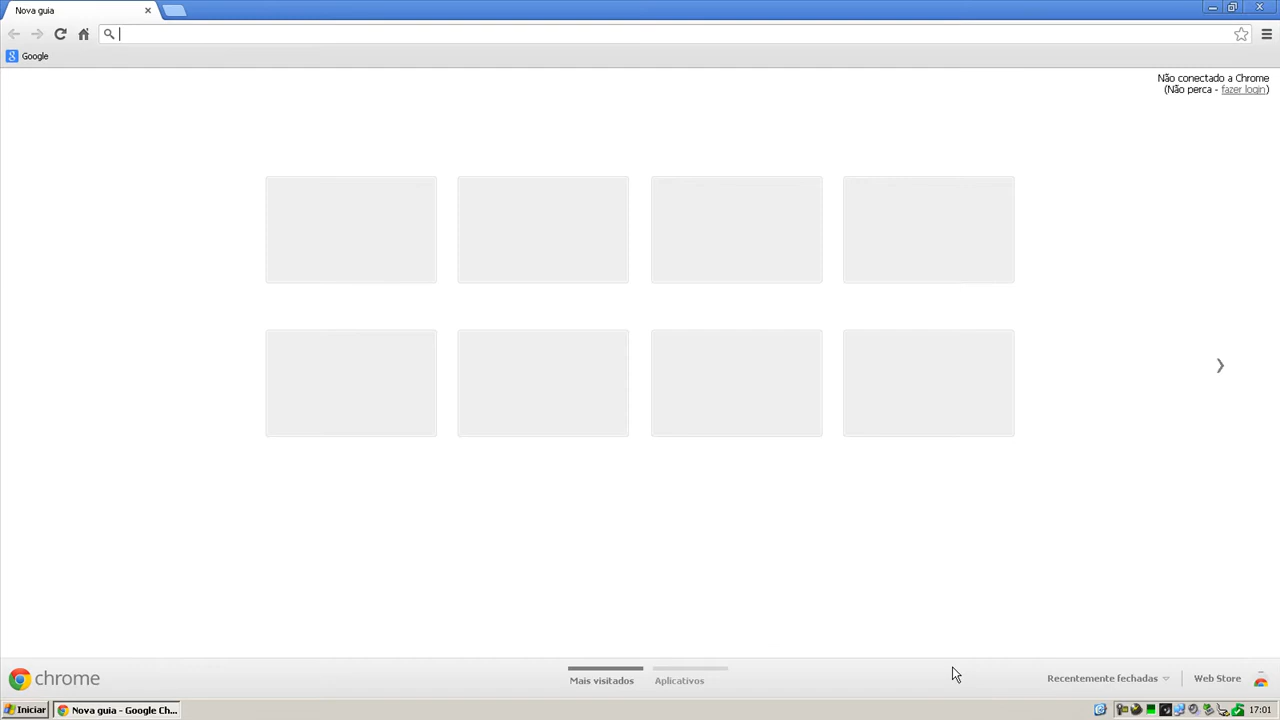 Nova guia
Google
Não conectado a Chrome
(Não perca - fazer login)
chrome
Mais visitados
Aplicativos
Recentemente fechadas
Web Store
Iniciar
Nova guia - Google Ch...
17:01